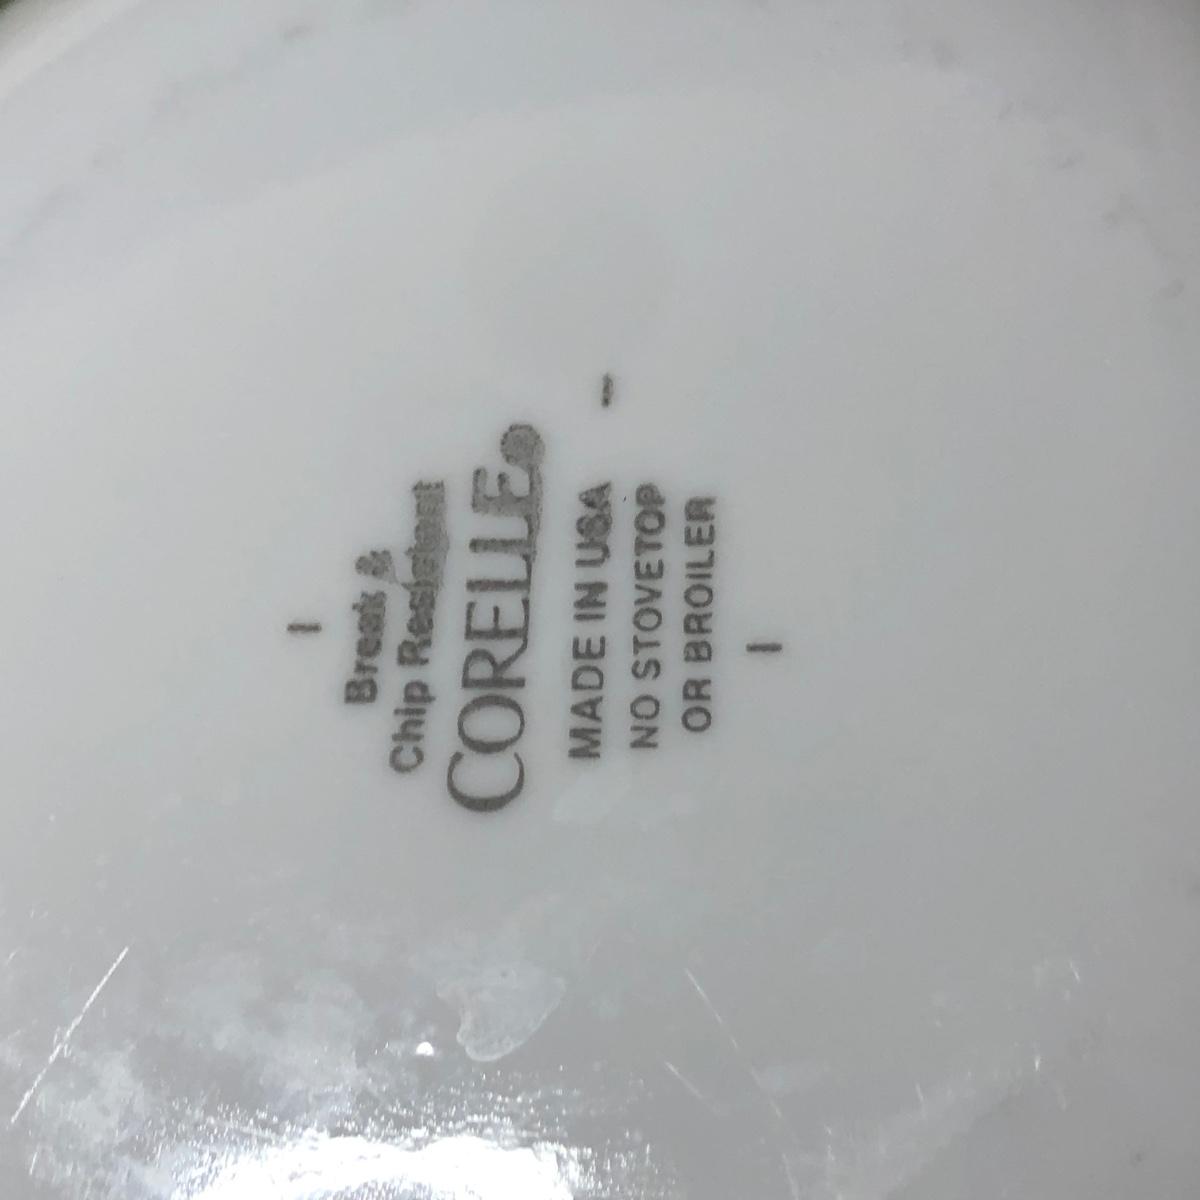 Break &
Chip Resistant
CORELLE®
MADE IN USA
NO STOVETOP
OR BROILER